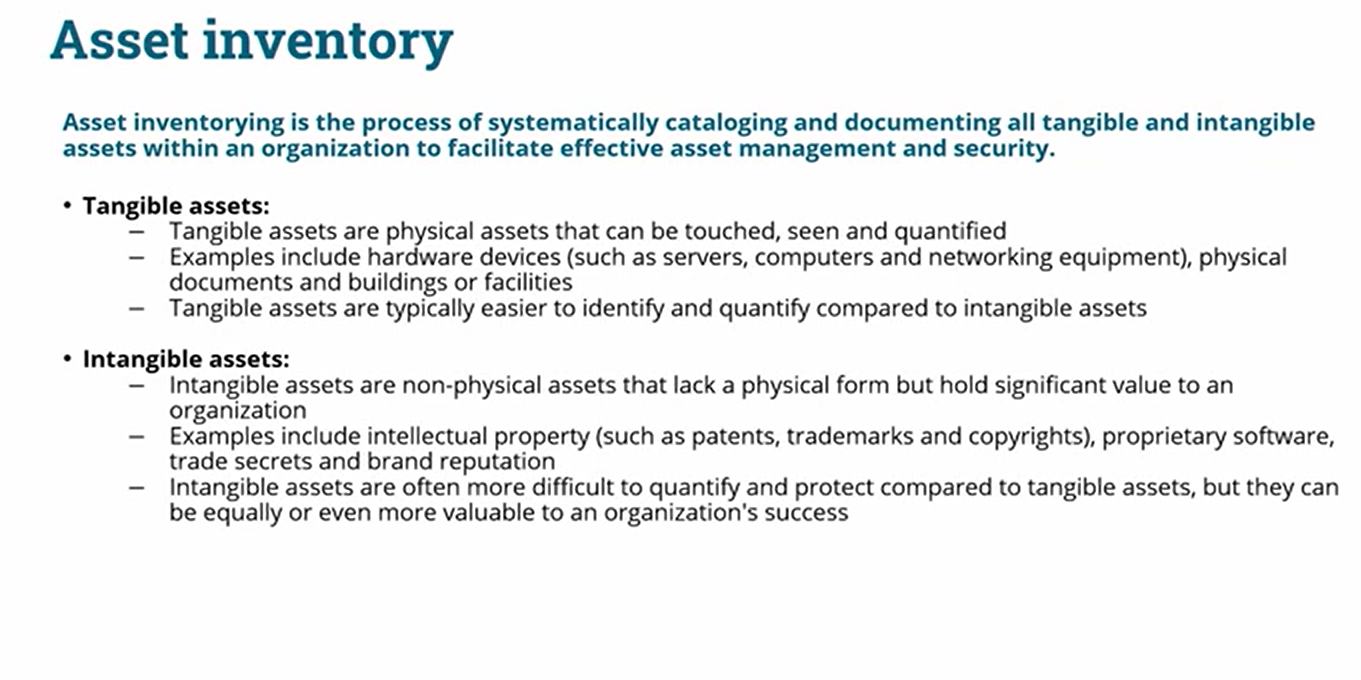 Asset inventory
Asset inventorying is the process of systematically cataloging and documenting all tangible and intangible
assets within an organization to facilitate effective asset management and security.
• Tangible assets:
– Tangible assets are physical assets that can be touched, seen and quantified
– Examples include hardware devices (such as servers, computers and networking equipment), physical
documents and buildings or facilities
– Tangible assets are typically easier to identify and quantify compared to intangible assets
• Intangible assets:
– Intangible assets are non-physical assets that lack a physical form but hold significant value to an
organization
– Examples include intellectual property (such as patents, trademarks and copyrights), proprietary software,
trade secrets and brand reputation
– Intangible assets are often more difficult to quantify and protect compared to tangible assets, but they can
be equally or even more valuable to an organization's success